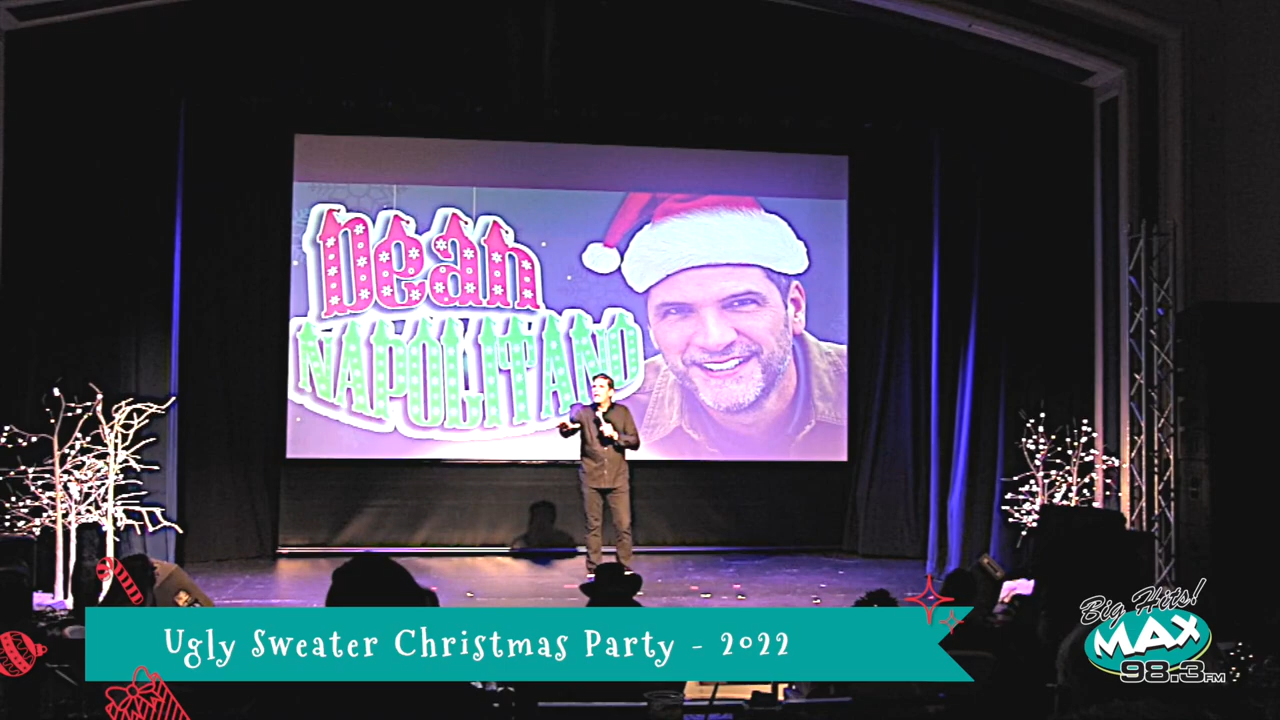 Dean
NAPOLITANO
Ugly Sweater Christmas Party - 2022
Big Hits!
MAX
98.3FM